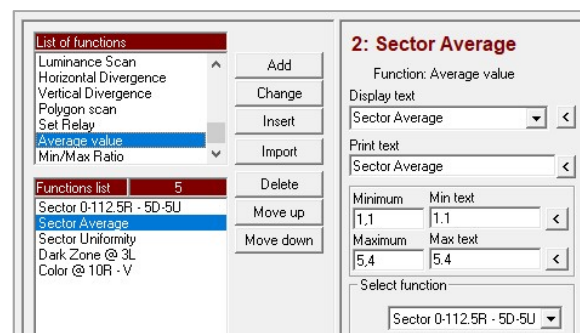 List of functions
Luminance Scan
Horizontal Divergence
Vertical Divergence
Polygon scan
Set Relay
Average value
Min/Max Ratio
Add
Change
Insert
Import
Delete
Move up
Move down
Functions list 5
Sector 0-112.5R - 5D-5U
Sector Average
Sector Uniformity
Dark Zone @ 3L
Color @ 10R - V
2: Sector Average
Function: Average value
Display text
Sector Average <
Print text
Sector Average <
Minimum Min text
1,1 1.1 <
Maximum Max text
5,4 5.4 <
Select function
Sector 0-112.5R - 5D-5U